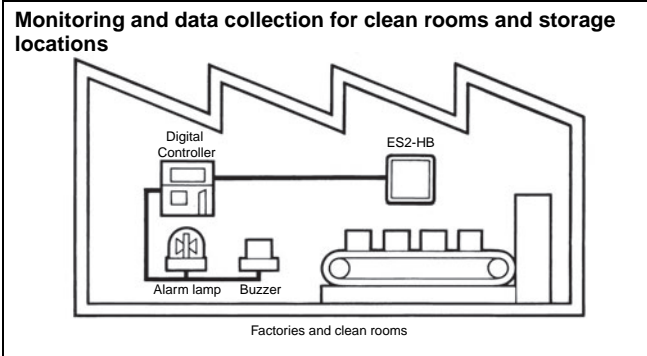 Monitoring and data collection for clean rooms and storage
locations
Digital
Controller
ES2-HB
Alarm lamp
Buzzer
Factories and clean rooms